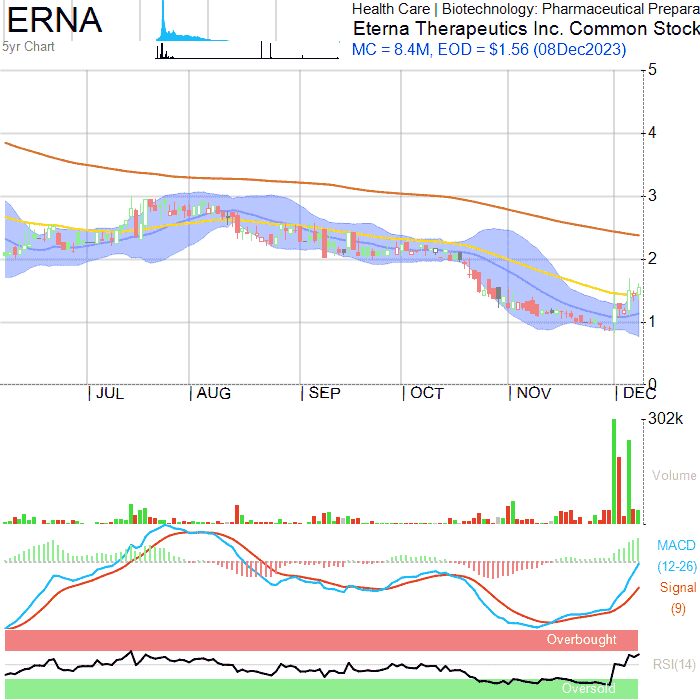 ERNA
Health Care | Biotechnology: Pharmaceutical Prepara
Eterna Therapeutics Inc. Common Stock
5yr Chart
MC = 8.4M, EOD = $1.56 (08Dec2023)
5
4
3
2
1
0
JUL AUG SEP OCT NOV DEC
302k
Volume
MACD
(12-26)
Signal
(9)
Overbought
RSI(14)
Oversold